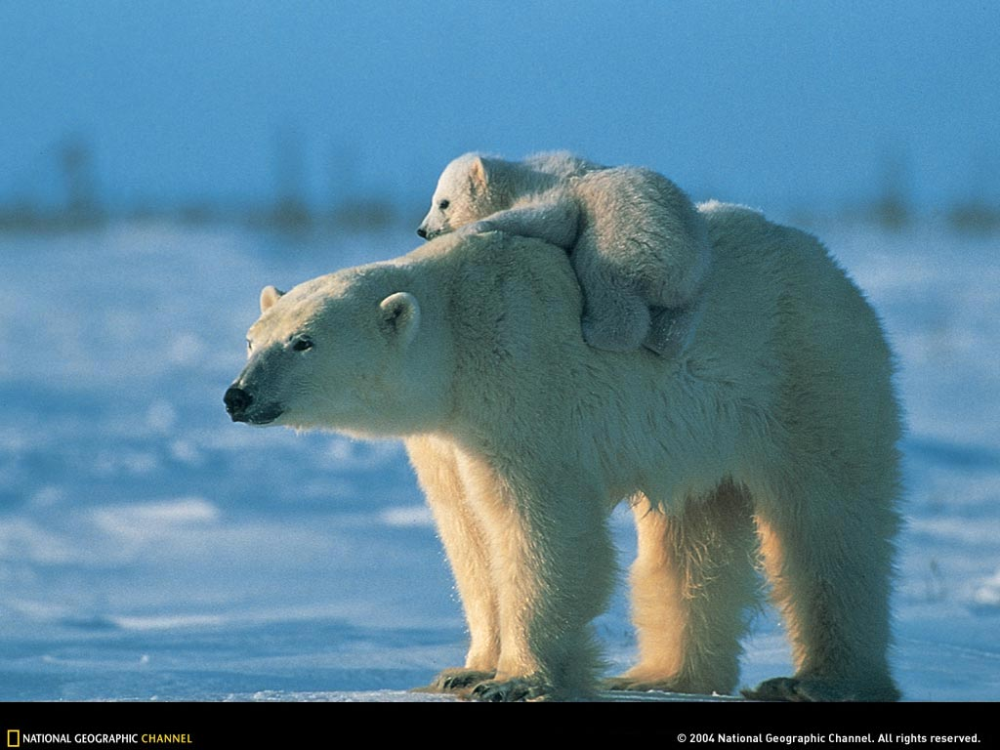 NATIONAL GEOGRAPHIC CHANNEL
© 2004 National Geographic Channel. All rights reserved.